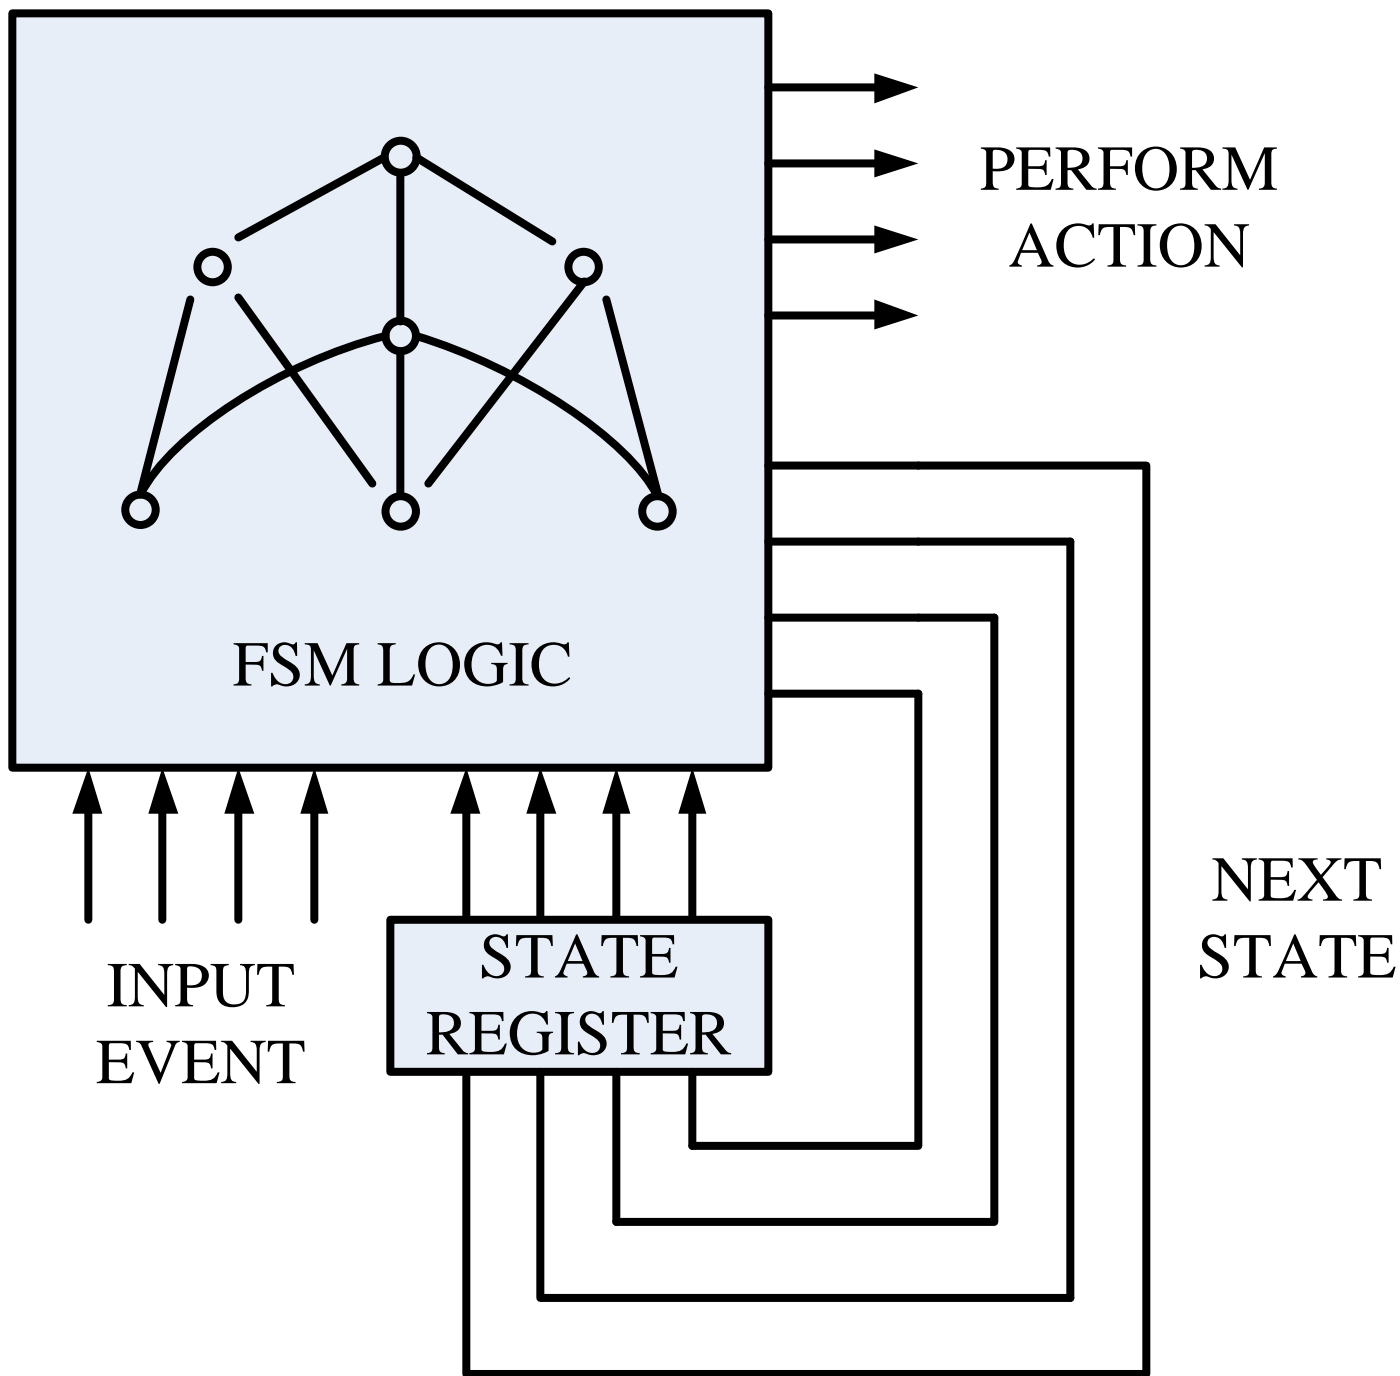 PERFORM
ACTION
FSM LOGIC
NEXT
STATE
STATE
REGISTER
INPUT
EVENT